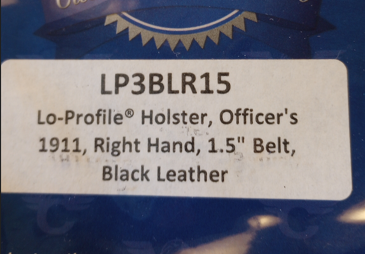 LP3BLR15
Lo-Profile® Holster, Officer's
1911, Right Hand, 1.5" Belt,
Black Leather